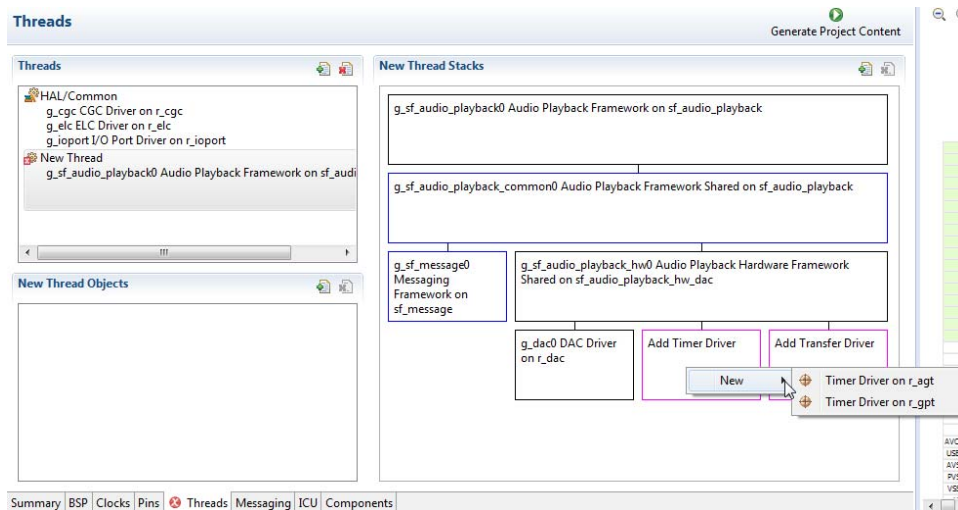 Threads
Generate Project Content
Threads
HAL/Common
g_cgc CGC Driver on r_cgc
g_elc ELC Driver on r_elc
g_ioport I/O Port Driver on r_ioport
New Thread
g_sf_audio_playback0 Audio Playback Framework on sf_audi
New Thread Objects
New Thread Stacks
g_sf_audio_playback0 Audio Playback Framework on sf_audio_playback
g_sf_audio_playback_common0 Audio Playback Framework Shared on sf_audio_playback
g_sf_message0
Messaging
Framework on
sf_message
g_sf_audio_playback_hw0 Audio Playback Hardware Framework
Shared on sf_audio_playback_hw_dac
g_dac0 DAC Driver
on r_dac
Add Timer Driver
Add Transfer Driver
New
Timer Driver on r_agt
Timer Driver on r_gpt
Summary BSP Clocks Pins Threads Messaging ICU Components